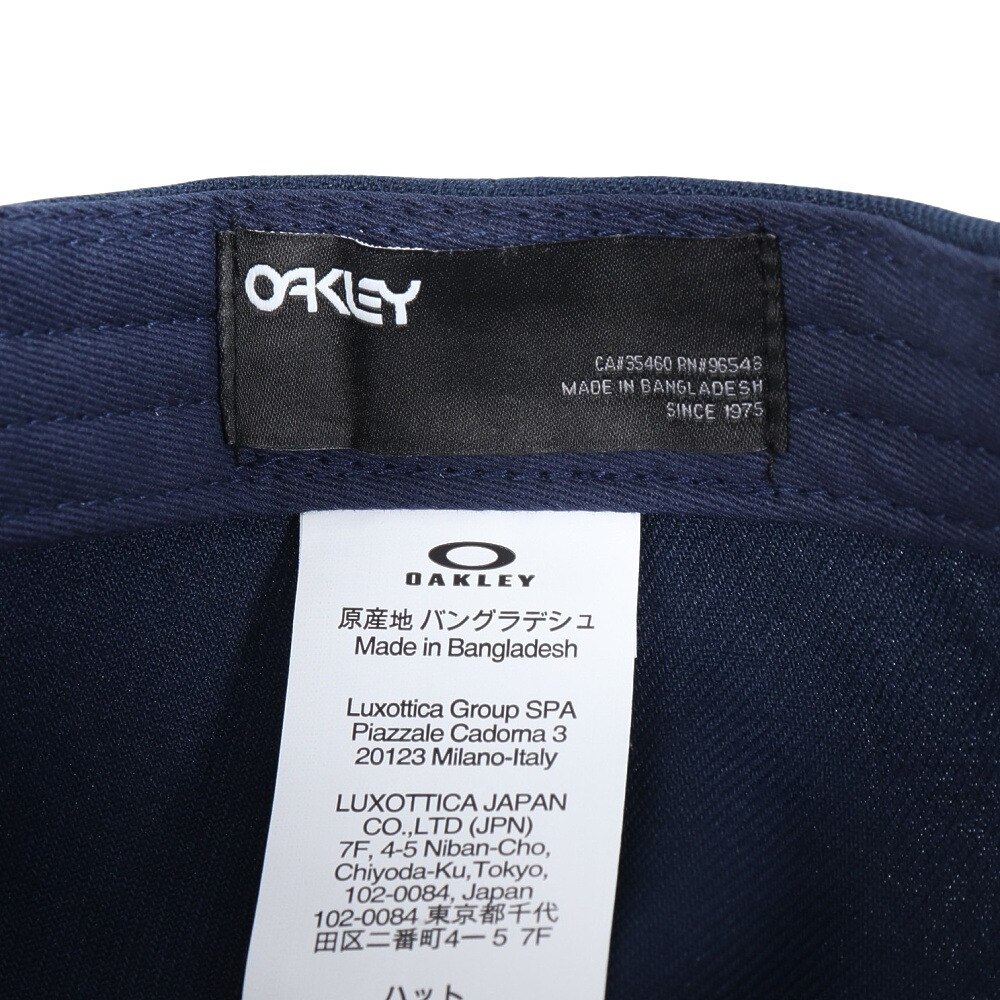 OAKLEY
CA#35460 RN#96548
MADE IN BANGLADESH
SINCE 1975
OAKLEY
原産地 バングラデシュ
Made in Bangladesh
Luxottica Group SPA
Piazzale Cadorna 3
20123 Milano-Italy
LUXOTTICA JAPAN
CO.,LTD (JPN)
7F, 4-5 Niban-Cho,
Chiyoda-Ku,Tokyo,
102-0084, Japan
102-0084 東京都千代
田区二番町4ー5 7F
ハット